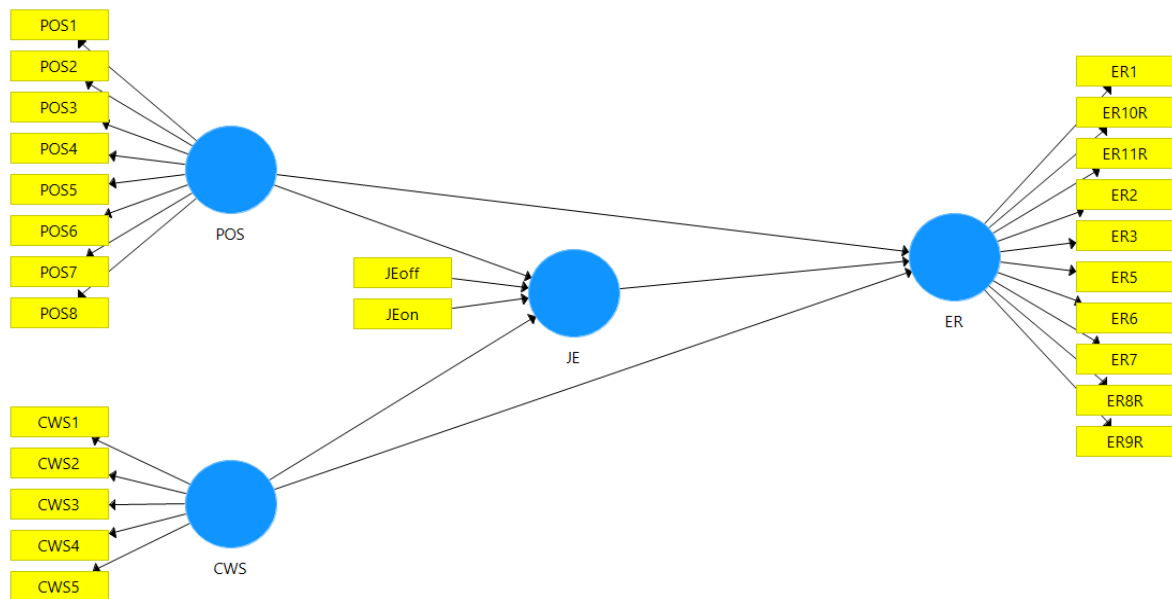 POS1
POS2
POS3
POS4
POS5
POS6
POS7
POS8
POS
CWS1
CWS2
CWS3
CWS4
CWS5
CWS
JEoff
JEon
JE
ER
ER1
ER10R
ER11R
ER2
ER3
ER5
ER6
ER7
ER8R
ER9R